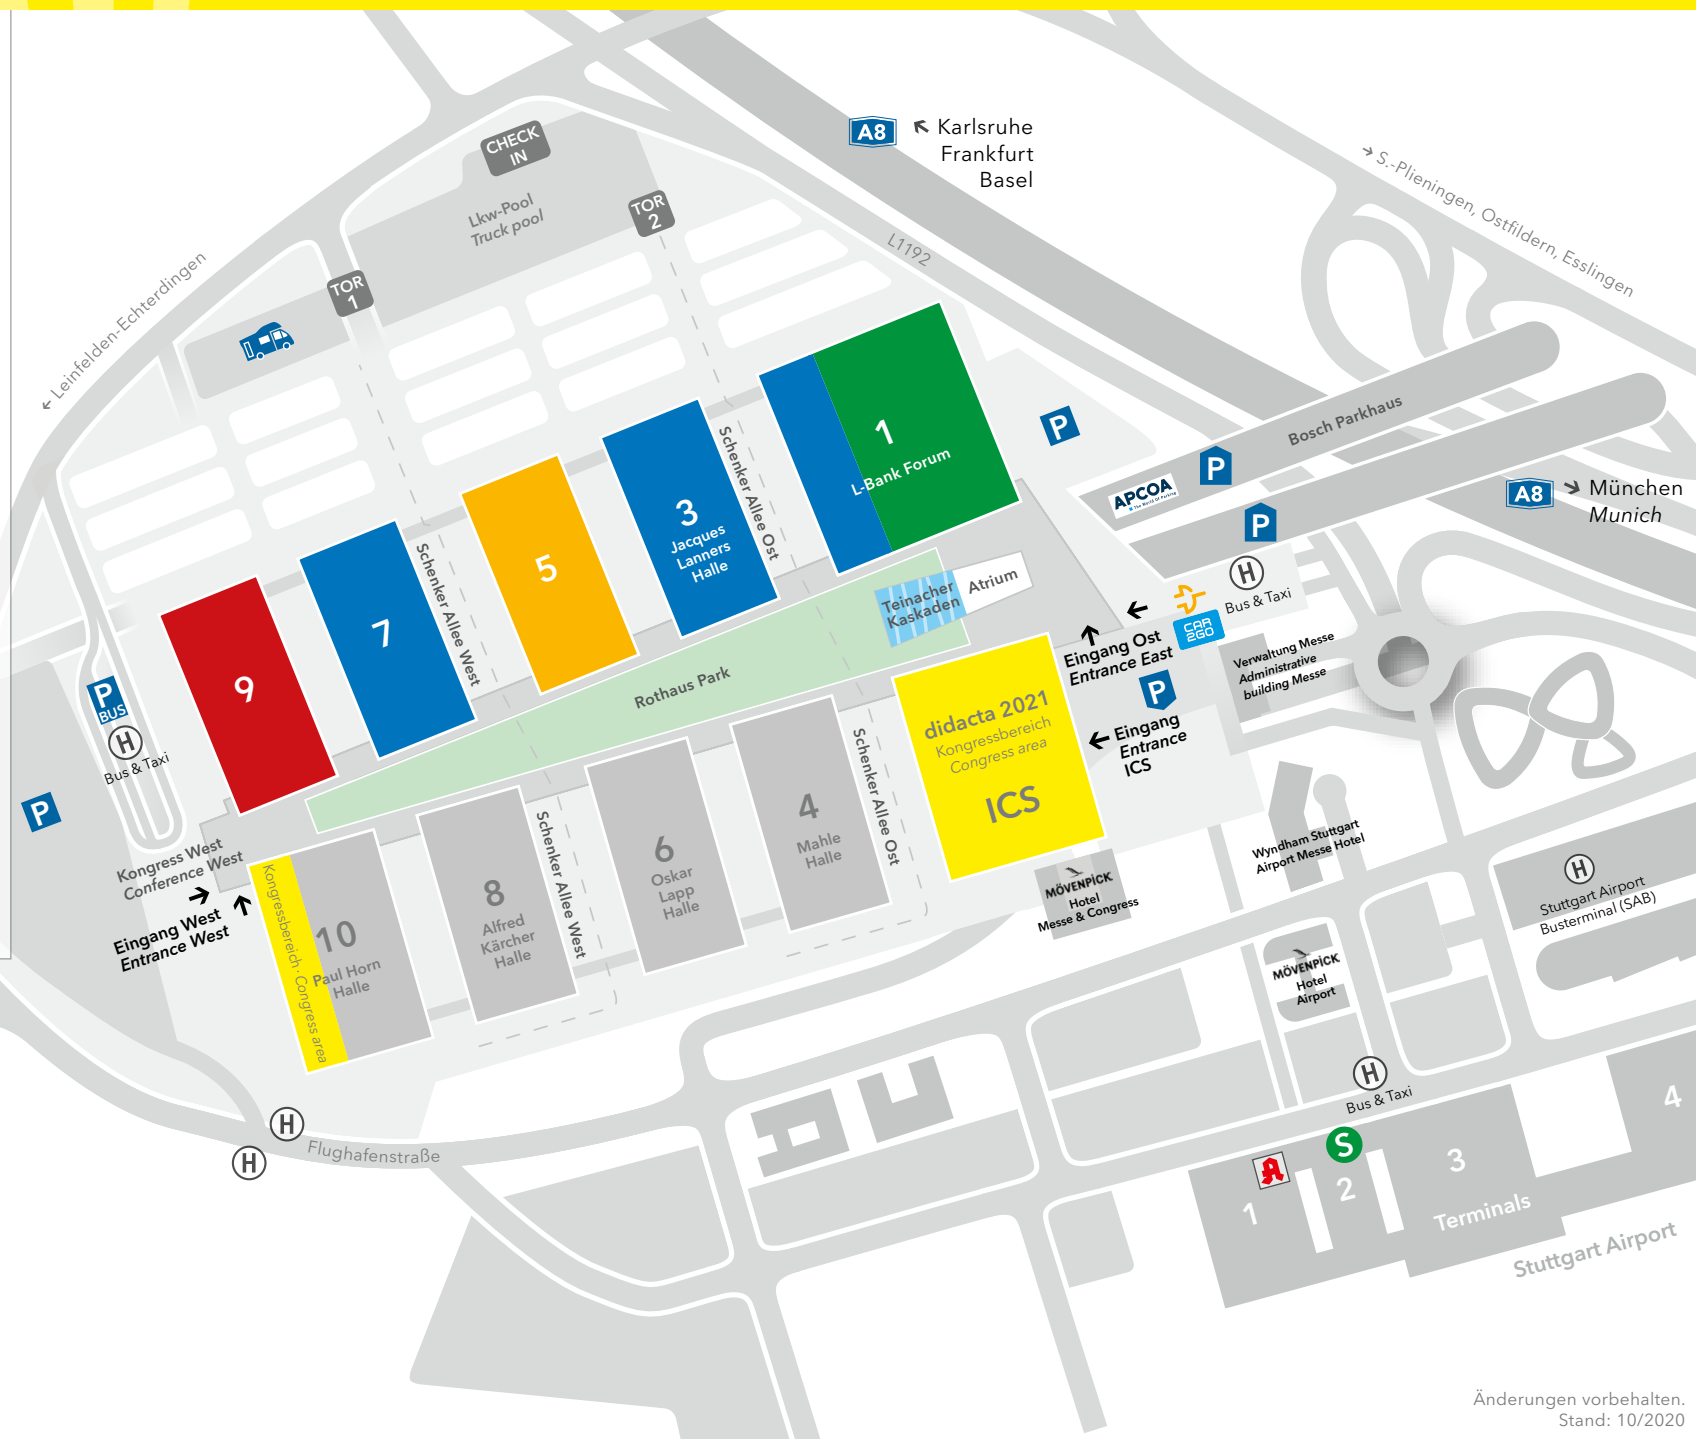 CHECK
IN
A8
Karlsruhe
Frankfurt
Basel
S.-Plieningen, Ostfildern, Esslingen
Lkw-Pool
Truck pool
TOR
2
L1192
Leinfelden-Echterdingen
TOR
1
Bosch Parkhaus
P
P
APCOA
P
A8
München
Munich
1
L-Bank Forum
3
Jacques
Lanners
Halle
Schenker Allee Ost
5
Schenker Allee West
7
9
Teinacher
Kaskaden
Atrium
H
Bus & Taxi
CAR
2GO
Eingang Ost
Entrance East
P
Verwaltung Messe
Administrative
building Messe
Rothaus Park
P
BUS
H
Bus & Taxi
P
didacta 2021
Kongressbereich
Congress area
ICS
Eingang
Entrance
ICS
4
Mahle
Halle
Schenker Allee Ost
6
Oskar
Lapp
Halle
Schenker Allee West
8
Alfred
Kärcher
Halle
10
Paul Horn
Halle
Kongressbereich · Congress area
Kongress West
Conference West
Eingang West
Entrance West
MÖVENPICK
Hotel
Messe & Congress
Wyndham Stuttgart
Airport Messe Hotel
H
Stuttgart Airport
Busterminal (SAB)
MÖVENPICK
Hotel
Airport
H
Bus & Taxi
H
H
Flughafenstraße
S
A
1
2
3
4
Terminals
Stuttgart Airport
Änderungen vorbehalten.
Stand: 10/2020